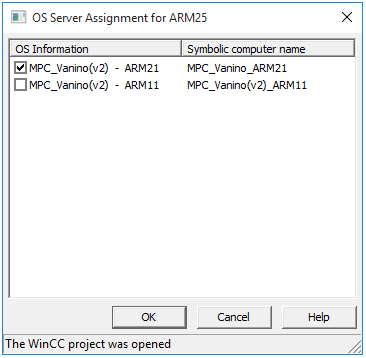 OS Server Assignment for ARM25
OS Information Symbolic computer name
MPC_Vanino(v2) - ARM21 MPC_Vanino_ARM21
MPC_Vanino(v2) - ARM11 MPC_Vanino(v2)_ARM11
OK Cancel Help
The WinCC project was opened